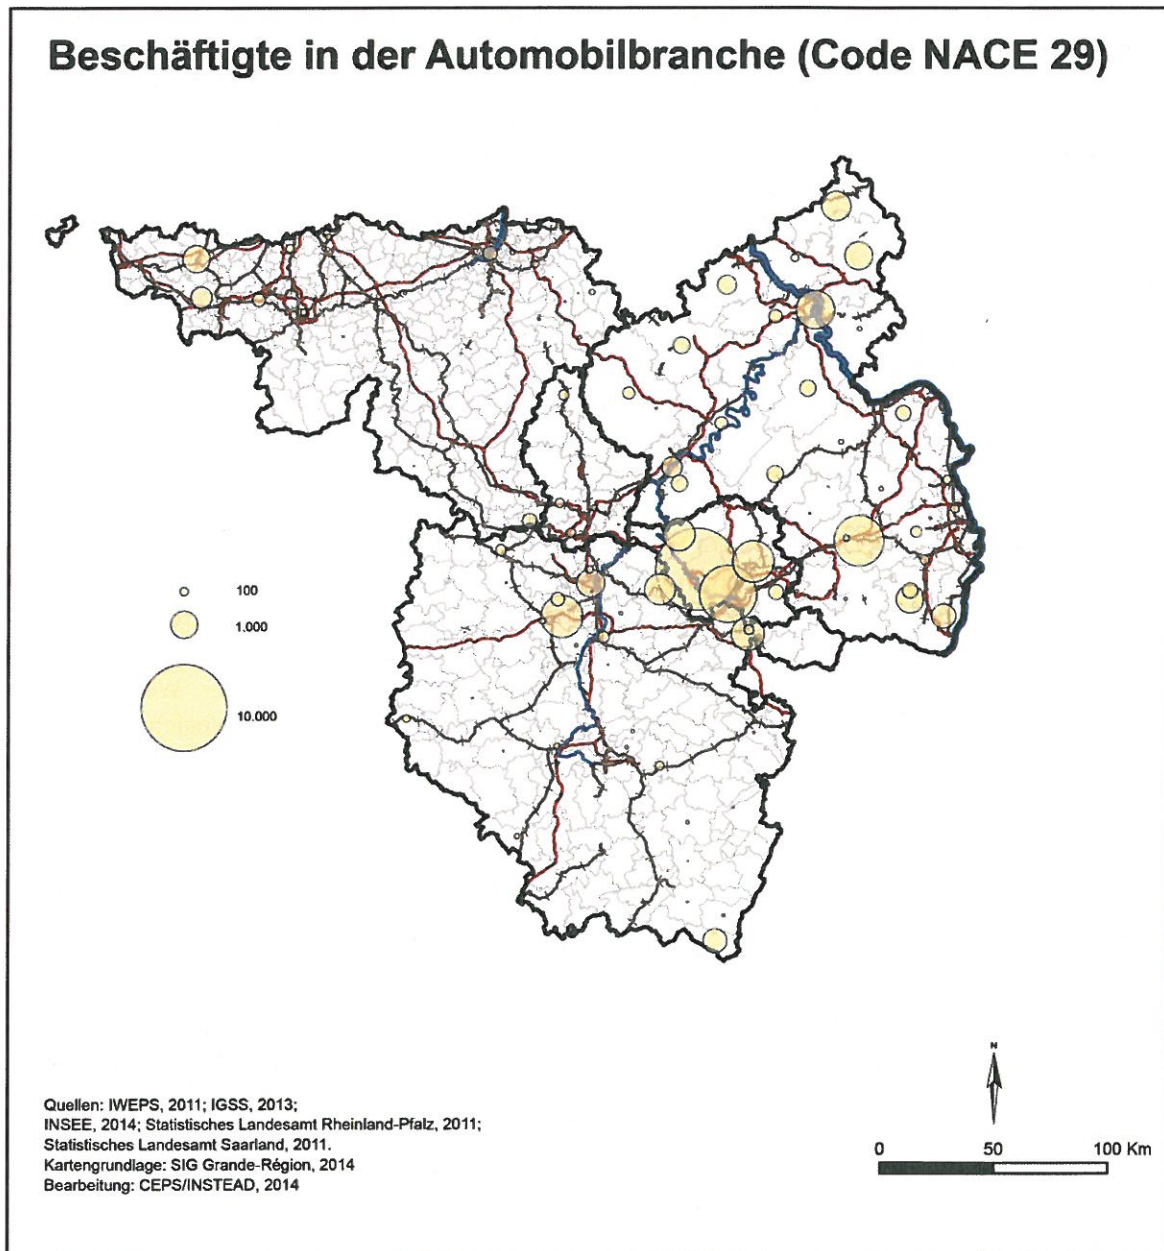 Beschäftigte in der Automobilbranche (Code NACE 29)
100
1.000
10.000
N
Quellen: IWEPS, 2011; IGSS, 2013;
INSEE, 2014; Statistisches Landesamt Rheinland-Pfalz, 2011;
Statistisches Landesamt Saarland, 2011.
Kartengrundlage: SIG Grande-Région, 2014
Bearbeitung: CEPS/INSTEAD, 2014
0 50 100 Km